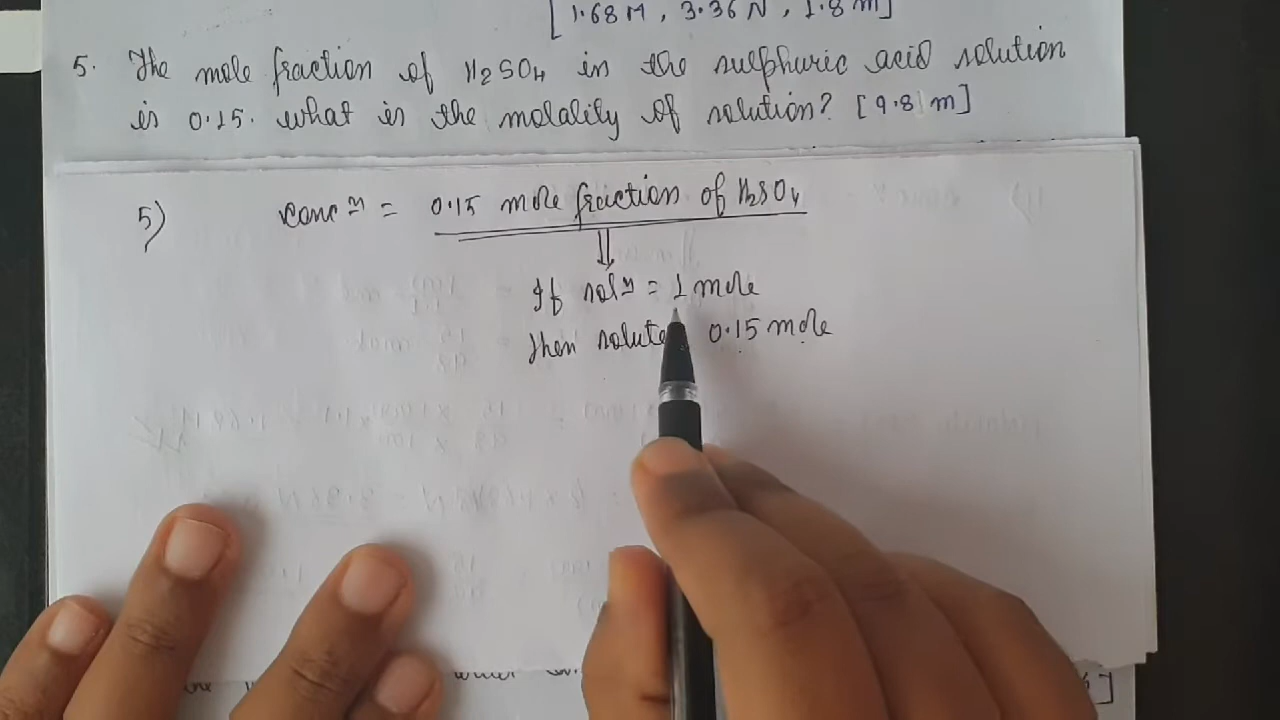 [1.68 M, 3.36 N, 1.8 m]
5. The mole fraction of H2SO4 in the sulphuric acid solution
is 0.15. what is the molality of solution? [9.8 m]
5) concⁿ = 0.15 mole fraction of H2SO4
If solⁿ = 1 mole
then solute 0.15 mole